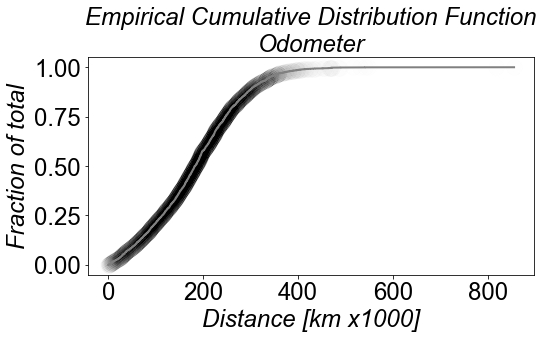 Empirical Cumulative Distribution Function
Odometer
1.00
0.75
0.50
0.25
0.00
Fraction of total
0 200 400 600 800
Distance [km x1000]